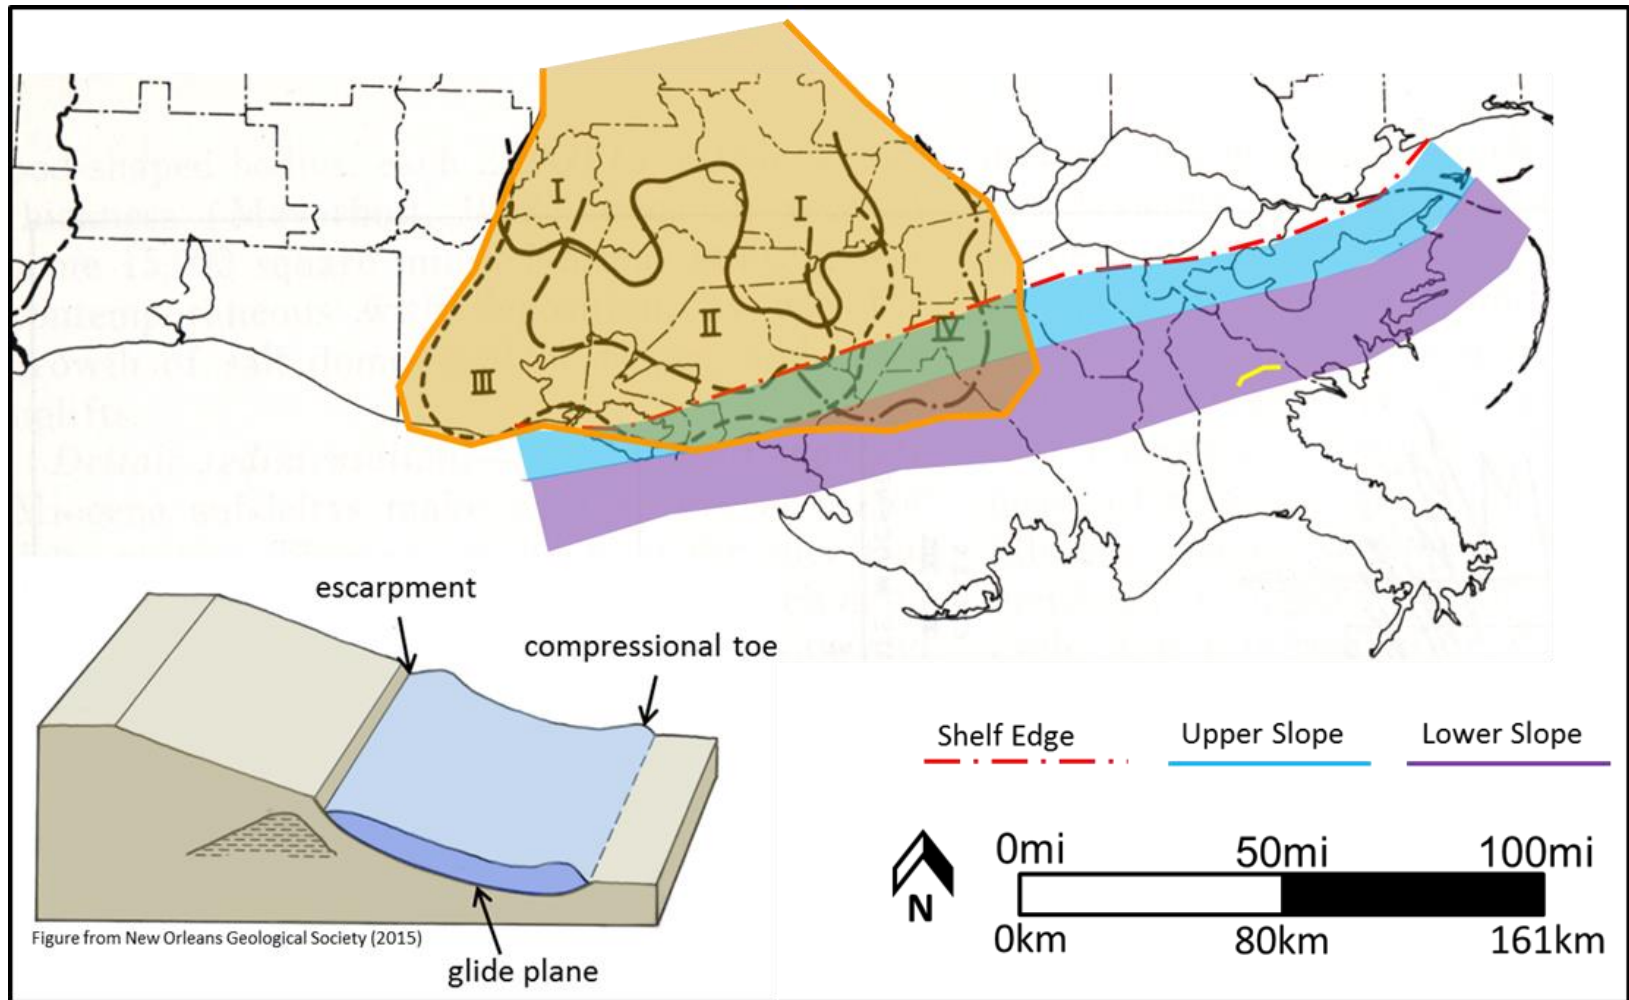 I
I
II
III
IV
escarpment
compressional toe
glide plane
Figure from New Orleans Geological Society (2015)
Shelf Edge
Upper Slope
Lower Slope
N
0mi 50mi 100mi
0km 80km 161km